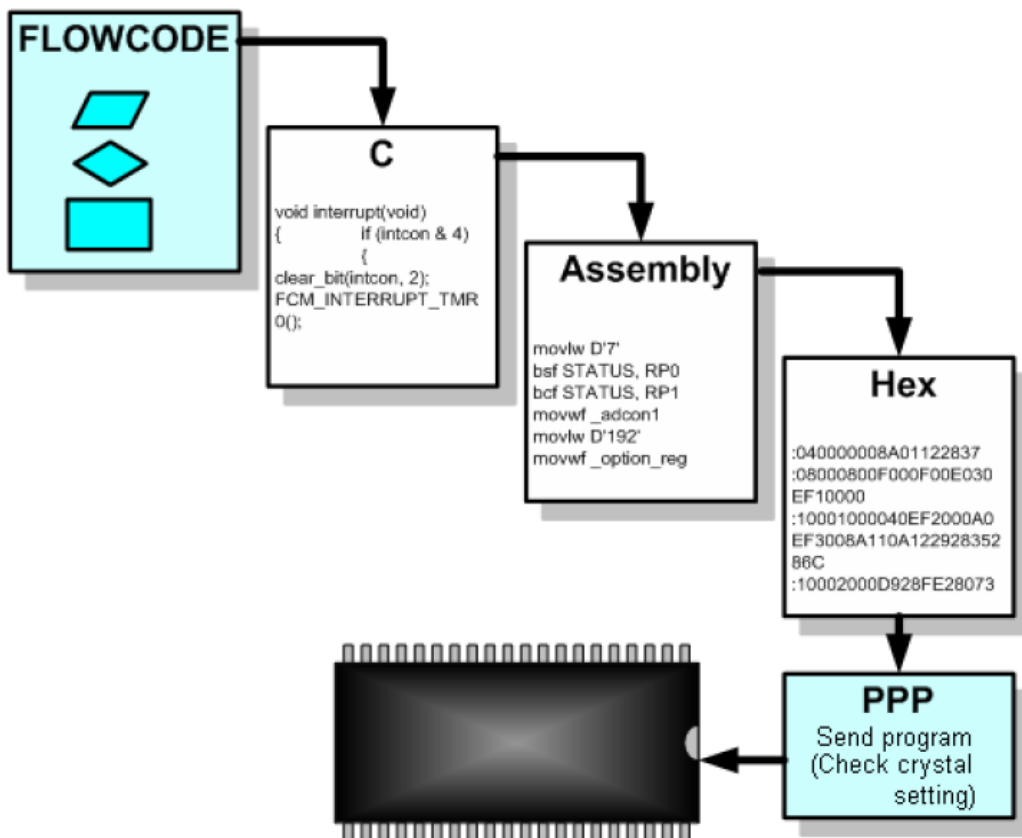 FLOWCODE
C
void interrupt(void)
{ if (intcon & 4)
{
clear_bit(intcon, 2);
FCM_INTERRUPT_TMR
0();
Assembly
movlw D'7'
bsf STATUS, RP0
bcf STATUS, RP1
movwf _adcon1
movlw D'192'
movwf _option_reg
Hex
:040000008A01122837
:08000800F000F00E030
EF10000
:10001000040EF2000A0
EF3008A110A122928352
86C
:10002000D928FE28073
PPP
Send program
(Check crystal
setting)